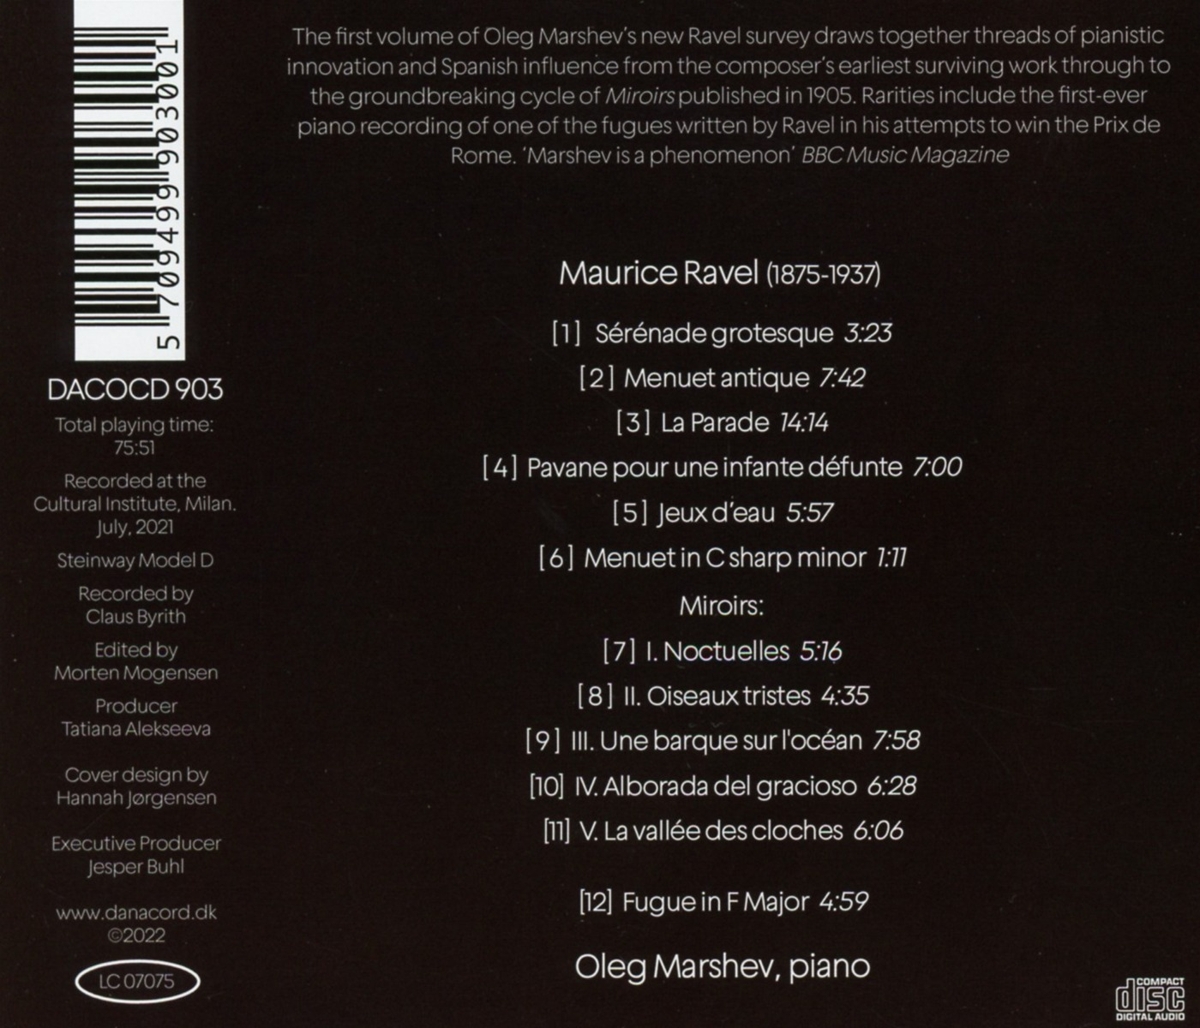 The first volume of Oleg Marshev's new Ravel survey draws together threads of pianistic
innovation and Spanish influence from the composer's earliest surviving work through to
the groundbreaking cycle of Miroirs published in 1905. Rarities include the first-ever
piano recording of one of the fugues written by Ravel in his attempts to win the Prix de
Rome. 'Marshev is a phenomenon' BBC Music Magazine
5 709499 903001
DACOCD 903
Total playing time:
75:51
Recorded at the
Cultural Institute, Milan.
July, 2021
Steinway Model D
Recorded by
Claus Byrith
Edited by
Morten Mogensen
Producer
Tatiana Alekseeva
Cover design by
Hannah Jørgensen
Executive Producer
Jesper Buhl
www.danacord.dk
©2022
LC 07075
Maurice Ravel (1875-1937)
[1] Sérénade grotesque 3:23
[2] Menuet antique 7:42
[3] La Parade 14:14
[4] Pavane pour une infante défunte 7:00
[5] Jeux d'eau 5:57
[6] Menuet in C sharp minor 1:11
Miroirs:
[7] I. Noctuelles 5:16
[8] II. Oiseaux tristes 4:35
[9] III. Une barque sur l'océan 7:58
[10] IV. Alborada del gracioso 6:28
[11] V. La vallée des cloches 6:06
[12] Fugue in F Major 4:59
Oleg Marshev, piano
COMPACT
disc
DIGITAL AUDIO